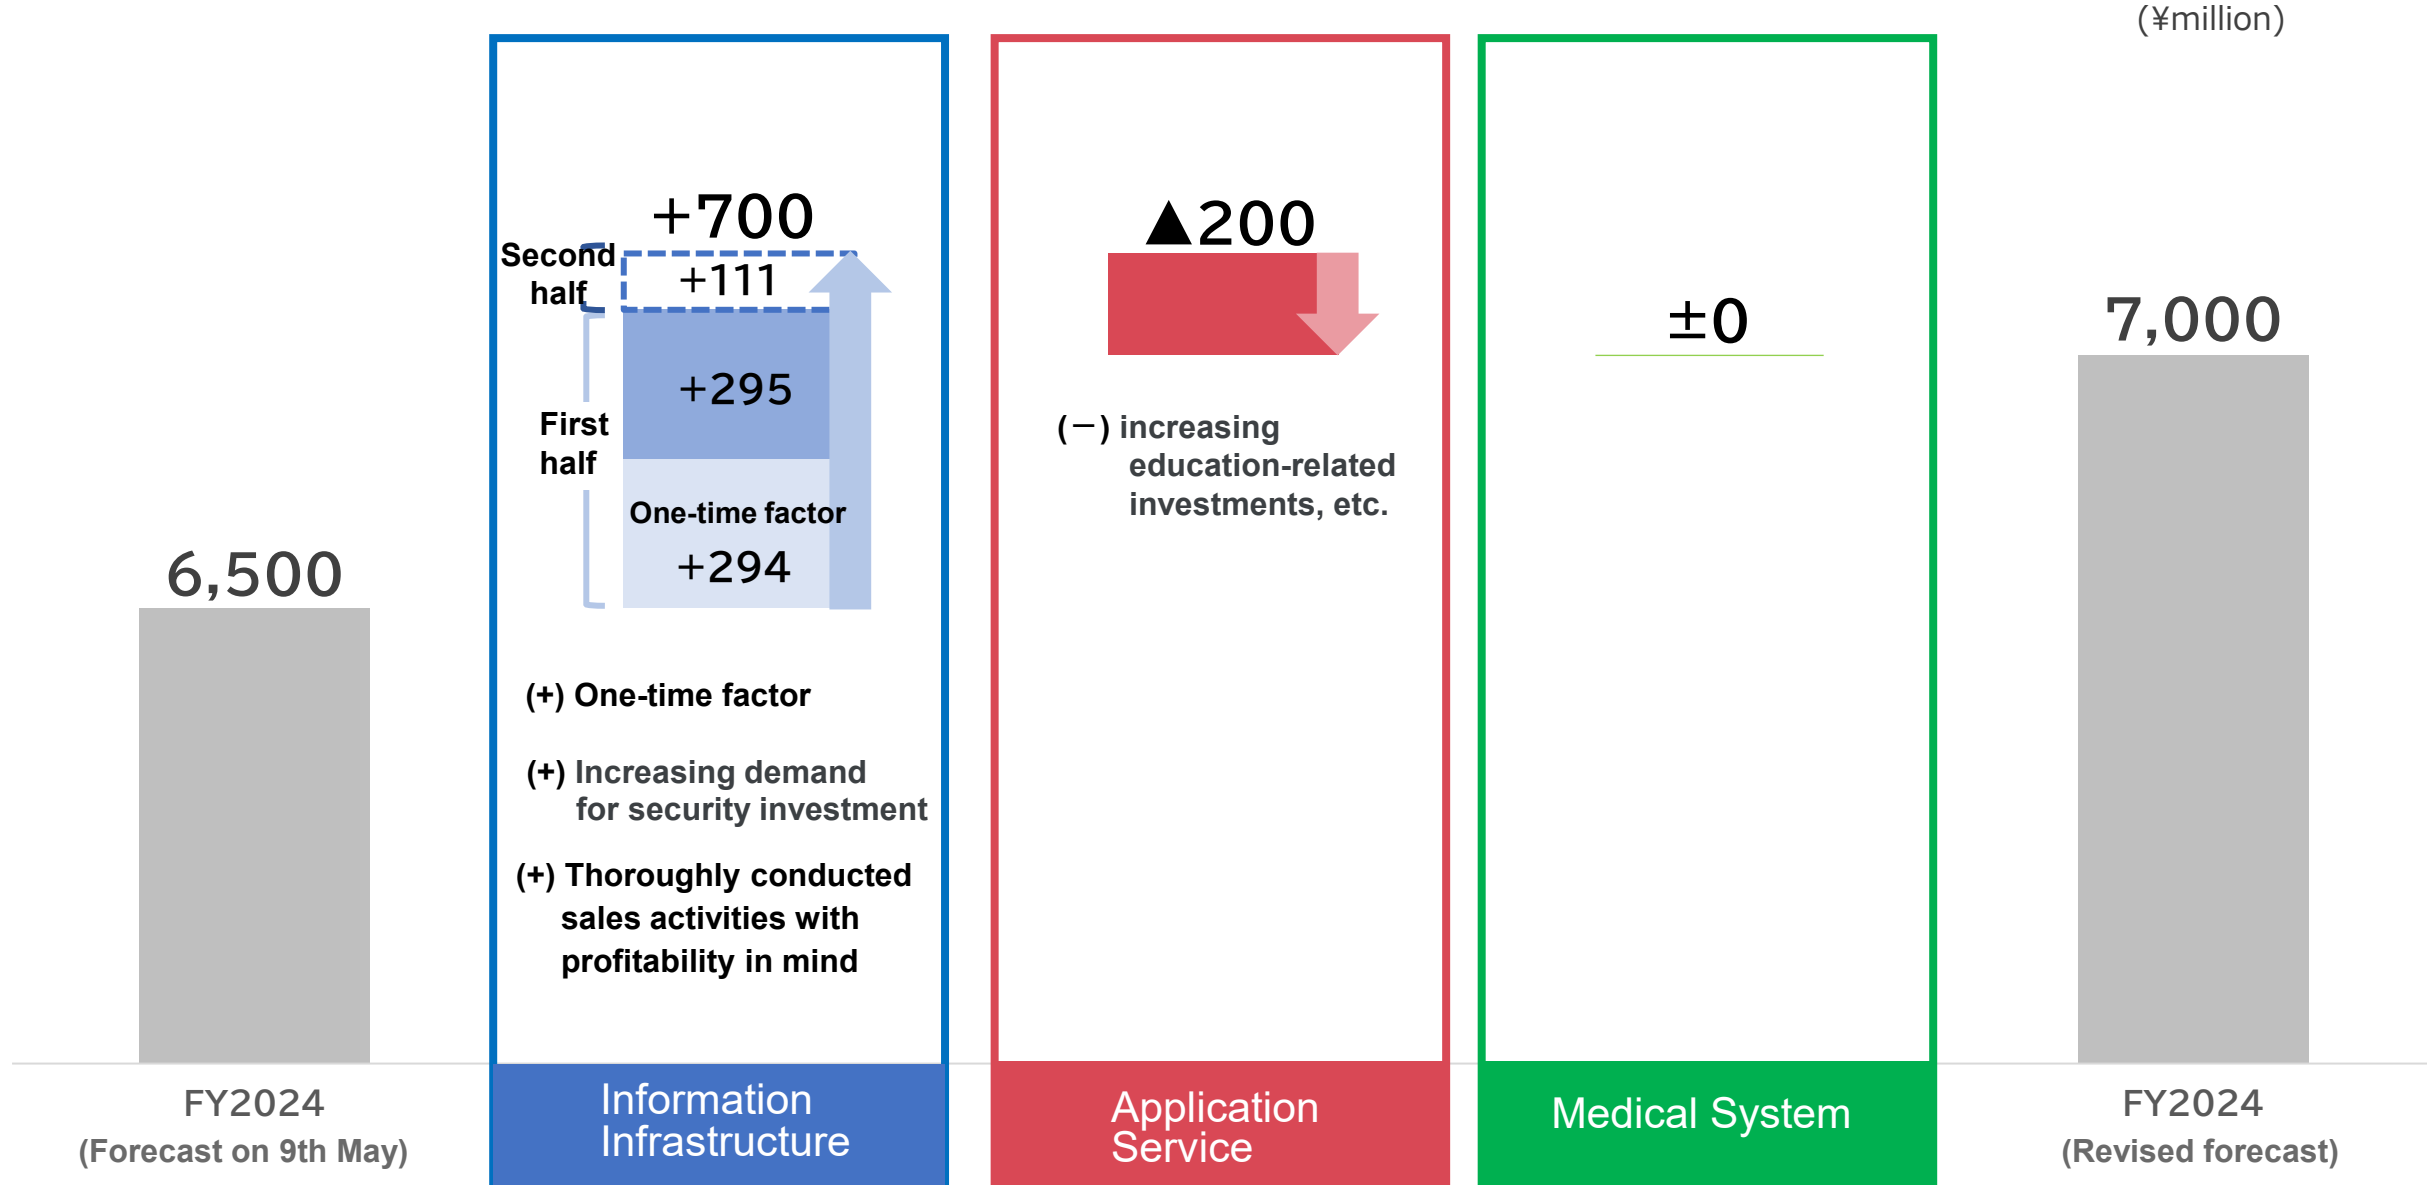 (¥million)
6,500
FY2024
(Forecast on 9th May)
+700
Second
half
+111
First
half
+295
One-time factor
+294
(+) One-time factor
(+) Increasing demand
for security investment
(+) Thoroughly conducted
sales activities with
profitability in mind
Information
Infrastructure
▲200
(－) increasing
education-related
investments, etc.
Application
Service
±0
Medical System
7,000
FY2024
(Revised forecast)